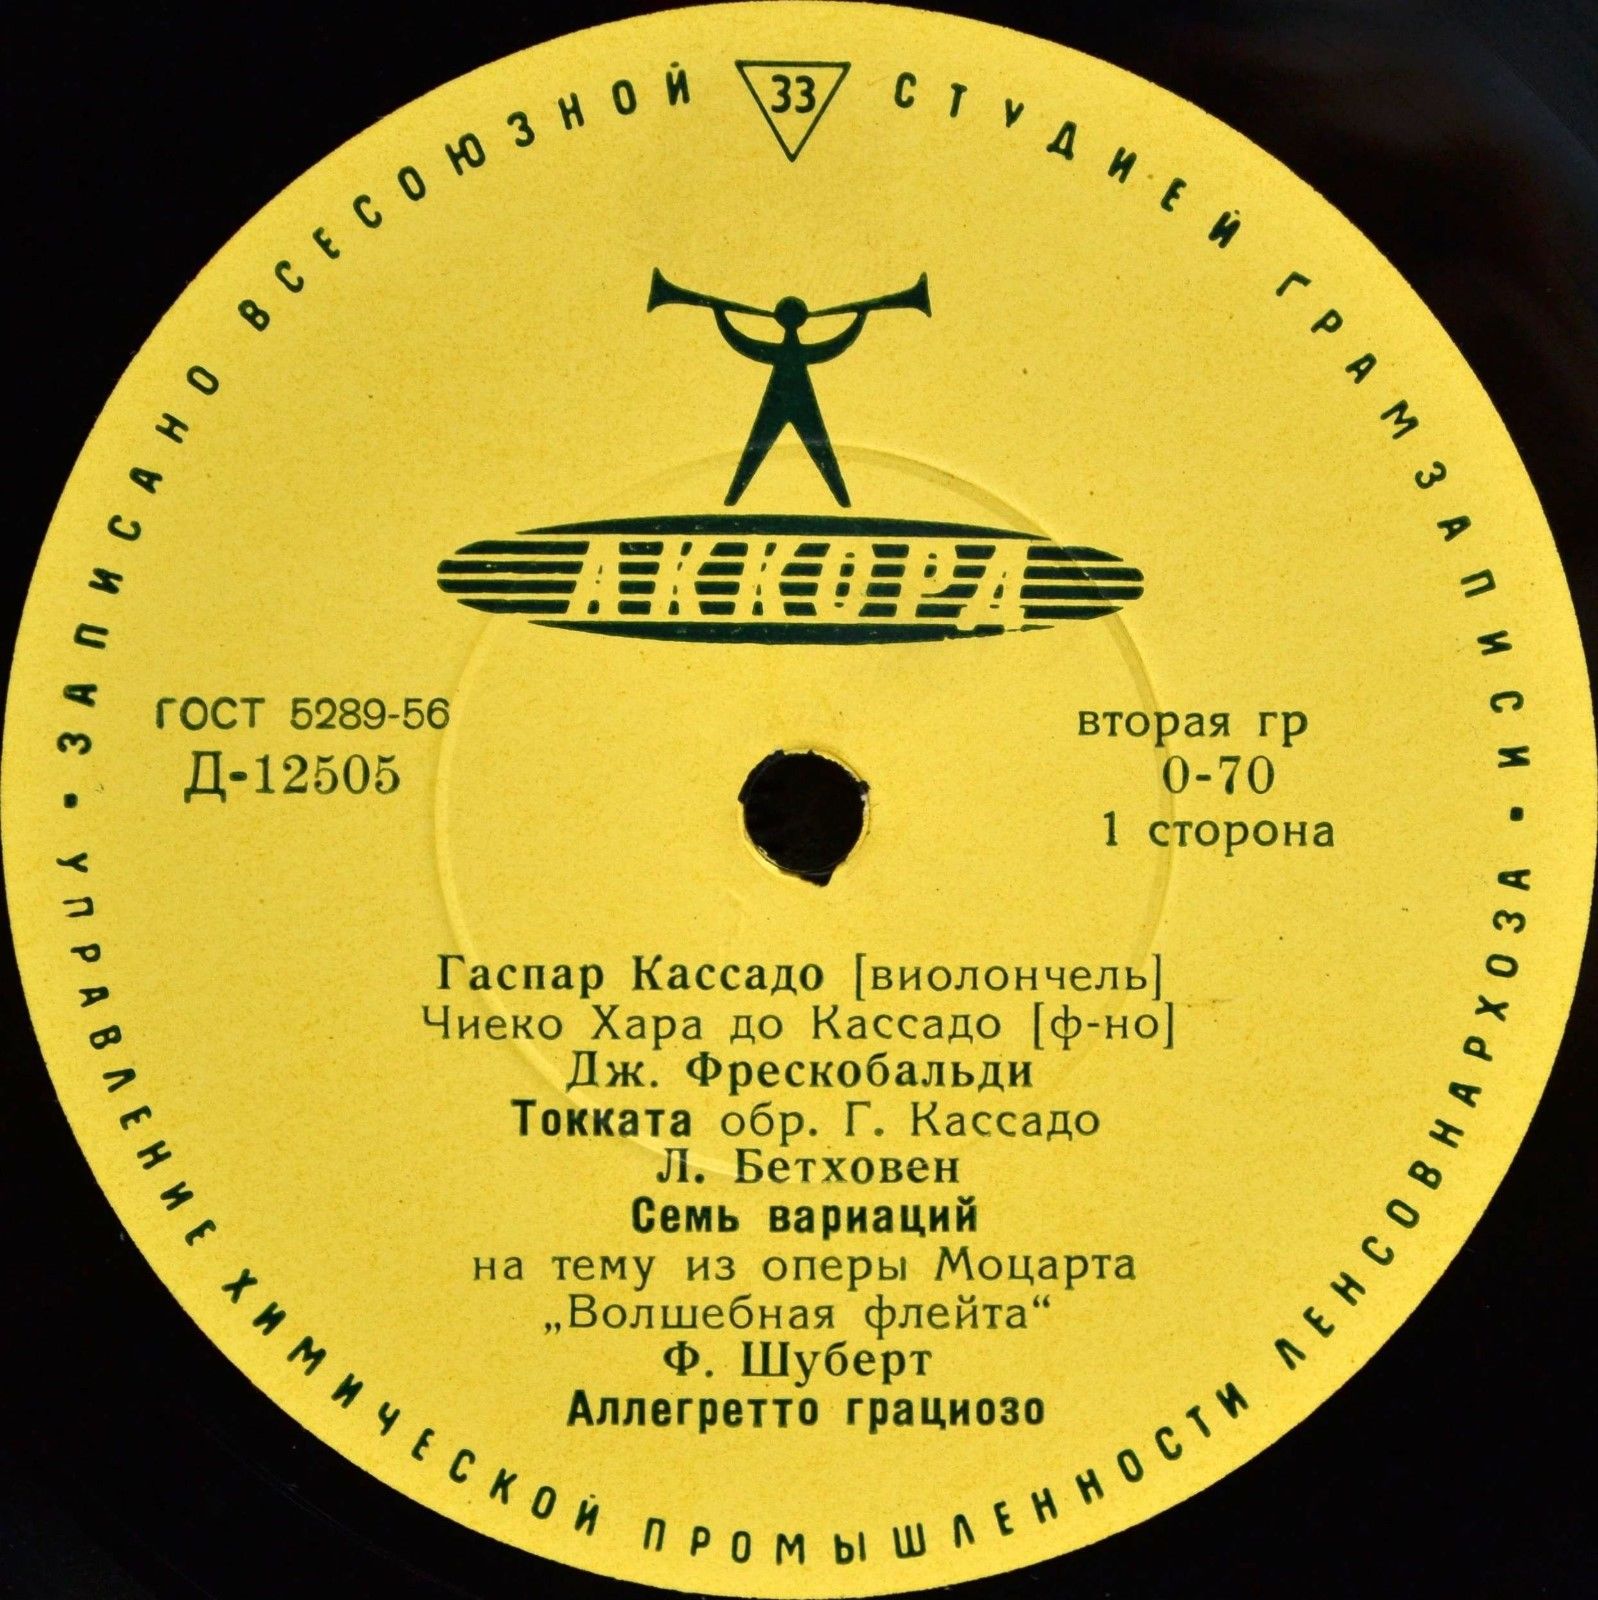 ЗАПИСАНО ВСЕСОЮЗНОЙ СТУДИЕЙ ГРАМЗАПИСИ
33
АККОРД
ГОСТ 5289-56
Д-12505
вторая гр
0-70
1 сторона
Гаспар Кассадо [виолончель]
Чиеко Хара до Кассадо [ф-но]
Дж. Фрескобальди
Токката обр. Г. Кассадо
Л. Бетховен
Семь вариаций
на тему из оперы Моцарта
„Волшебная флейта“
Ф. Шуберт
Аллегретто грациозо
• УПРАВЛЕНИЕ ХИМИЧЕСКОЙ ПРОМЫШЛЕННОСТИ ЛЕНСОВНАРХОЗА •